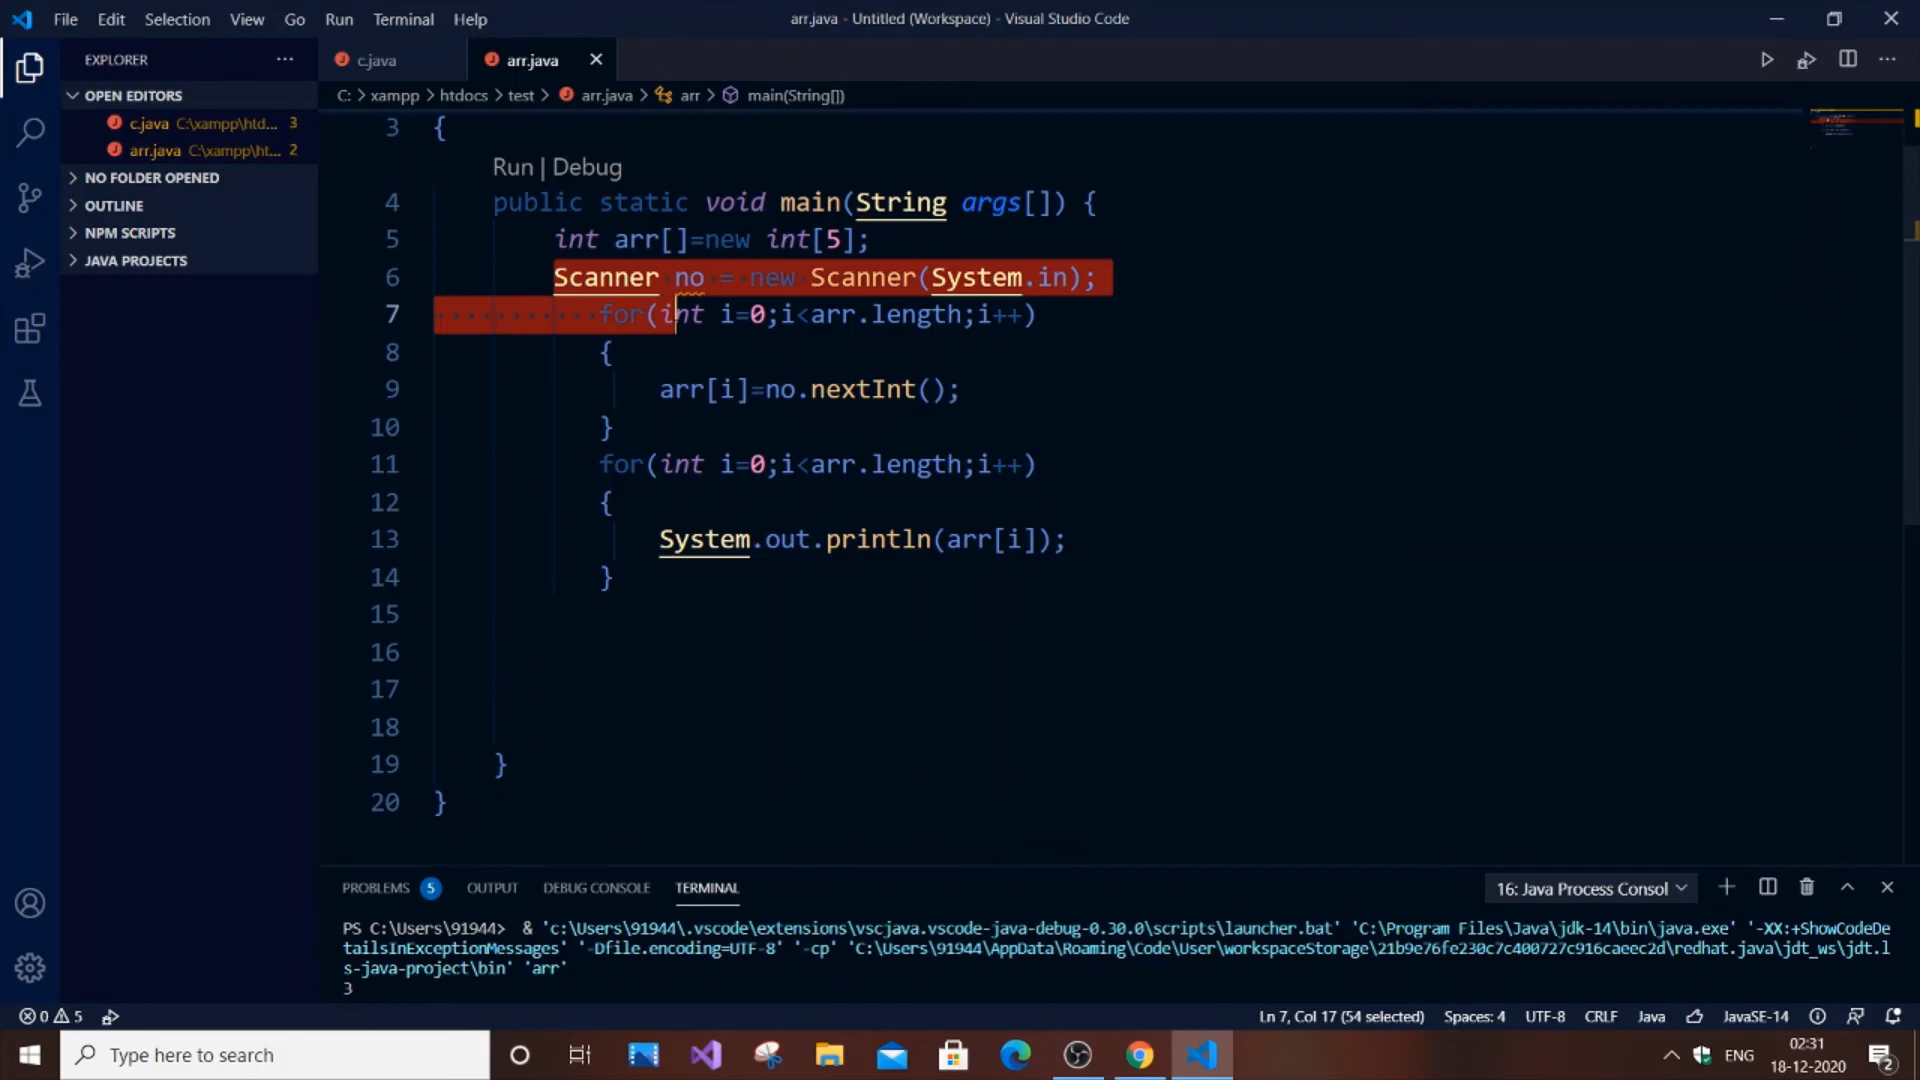 File Edit Selection View Go Run Terminal Help
arr.java - Untitled (Workspace) - Visual Studio Code
EXPLORER
c.java
arr.java
OPEN EDITORS
C: > xampp > htdocs > test > arr.java > arr > main(String[])
c.java C:\xampp\htd... 3
arr.java C:\xampp\ht... 2
NO FOLDER OPENED
OUTLINE
NPM SCRIPTS
JAVA PROJECTS
3 {
Run | Debug
4 public static void main(String args[]) {
5 int arr[]=new int[5];
6 Scanner no = new Scanner(System.in);
7 for(int i=0;i<arr.length;i++)
8 {
9 arr[i]=no.nextInt();
10 }
11 for(int i=0;i<arr.length;i++)
12 {
13 System.out.println(arr[i]);
14 }
15
16
17
18
19 }
20 }
PROBLEMS 5 OUTPUT DEBUG CONSOLE TERMINAL
16: Java Process Consol
PS C:\Users\91944> & 'c:\Users\91944\.vscode\extensions\vscjava.vscode-java-debug-0.30.0\scripts\launcher.bat' 'C:\Program Files\Java\jdk-14\bin\java.exe' '-XX:+ShowCodeDe
tailsInExceptionMessages' '-Dfile.encoding=UTF-8' '-cp' 'C:\Users\91944\AppData\Roaming\Code\User\workspaceStorage\21b9e76fe230c7c400727c916caeec2d\redhat.java\jdt_ws\jdt.l
s-java-project\bin' 'arr'
3
0 5
Ln 7, Col 17 (54 selected) Spaces: 4 UTF-8 CRLF Java JavaSE-14
Type here to search
ENG
02:31
18-12-2020
2